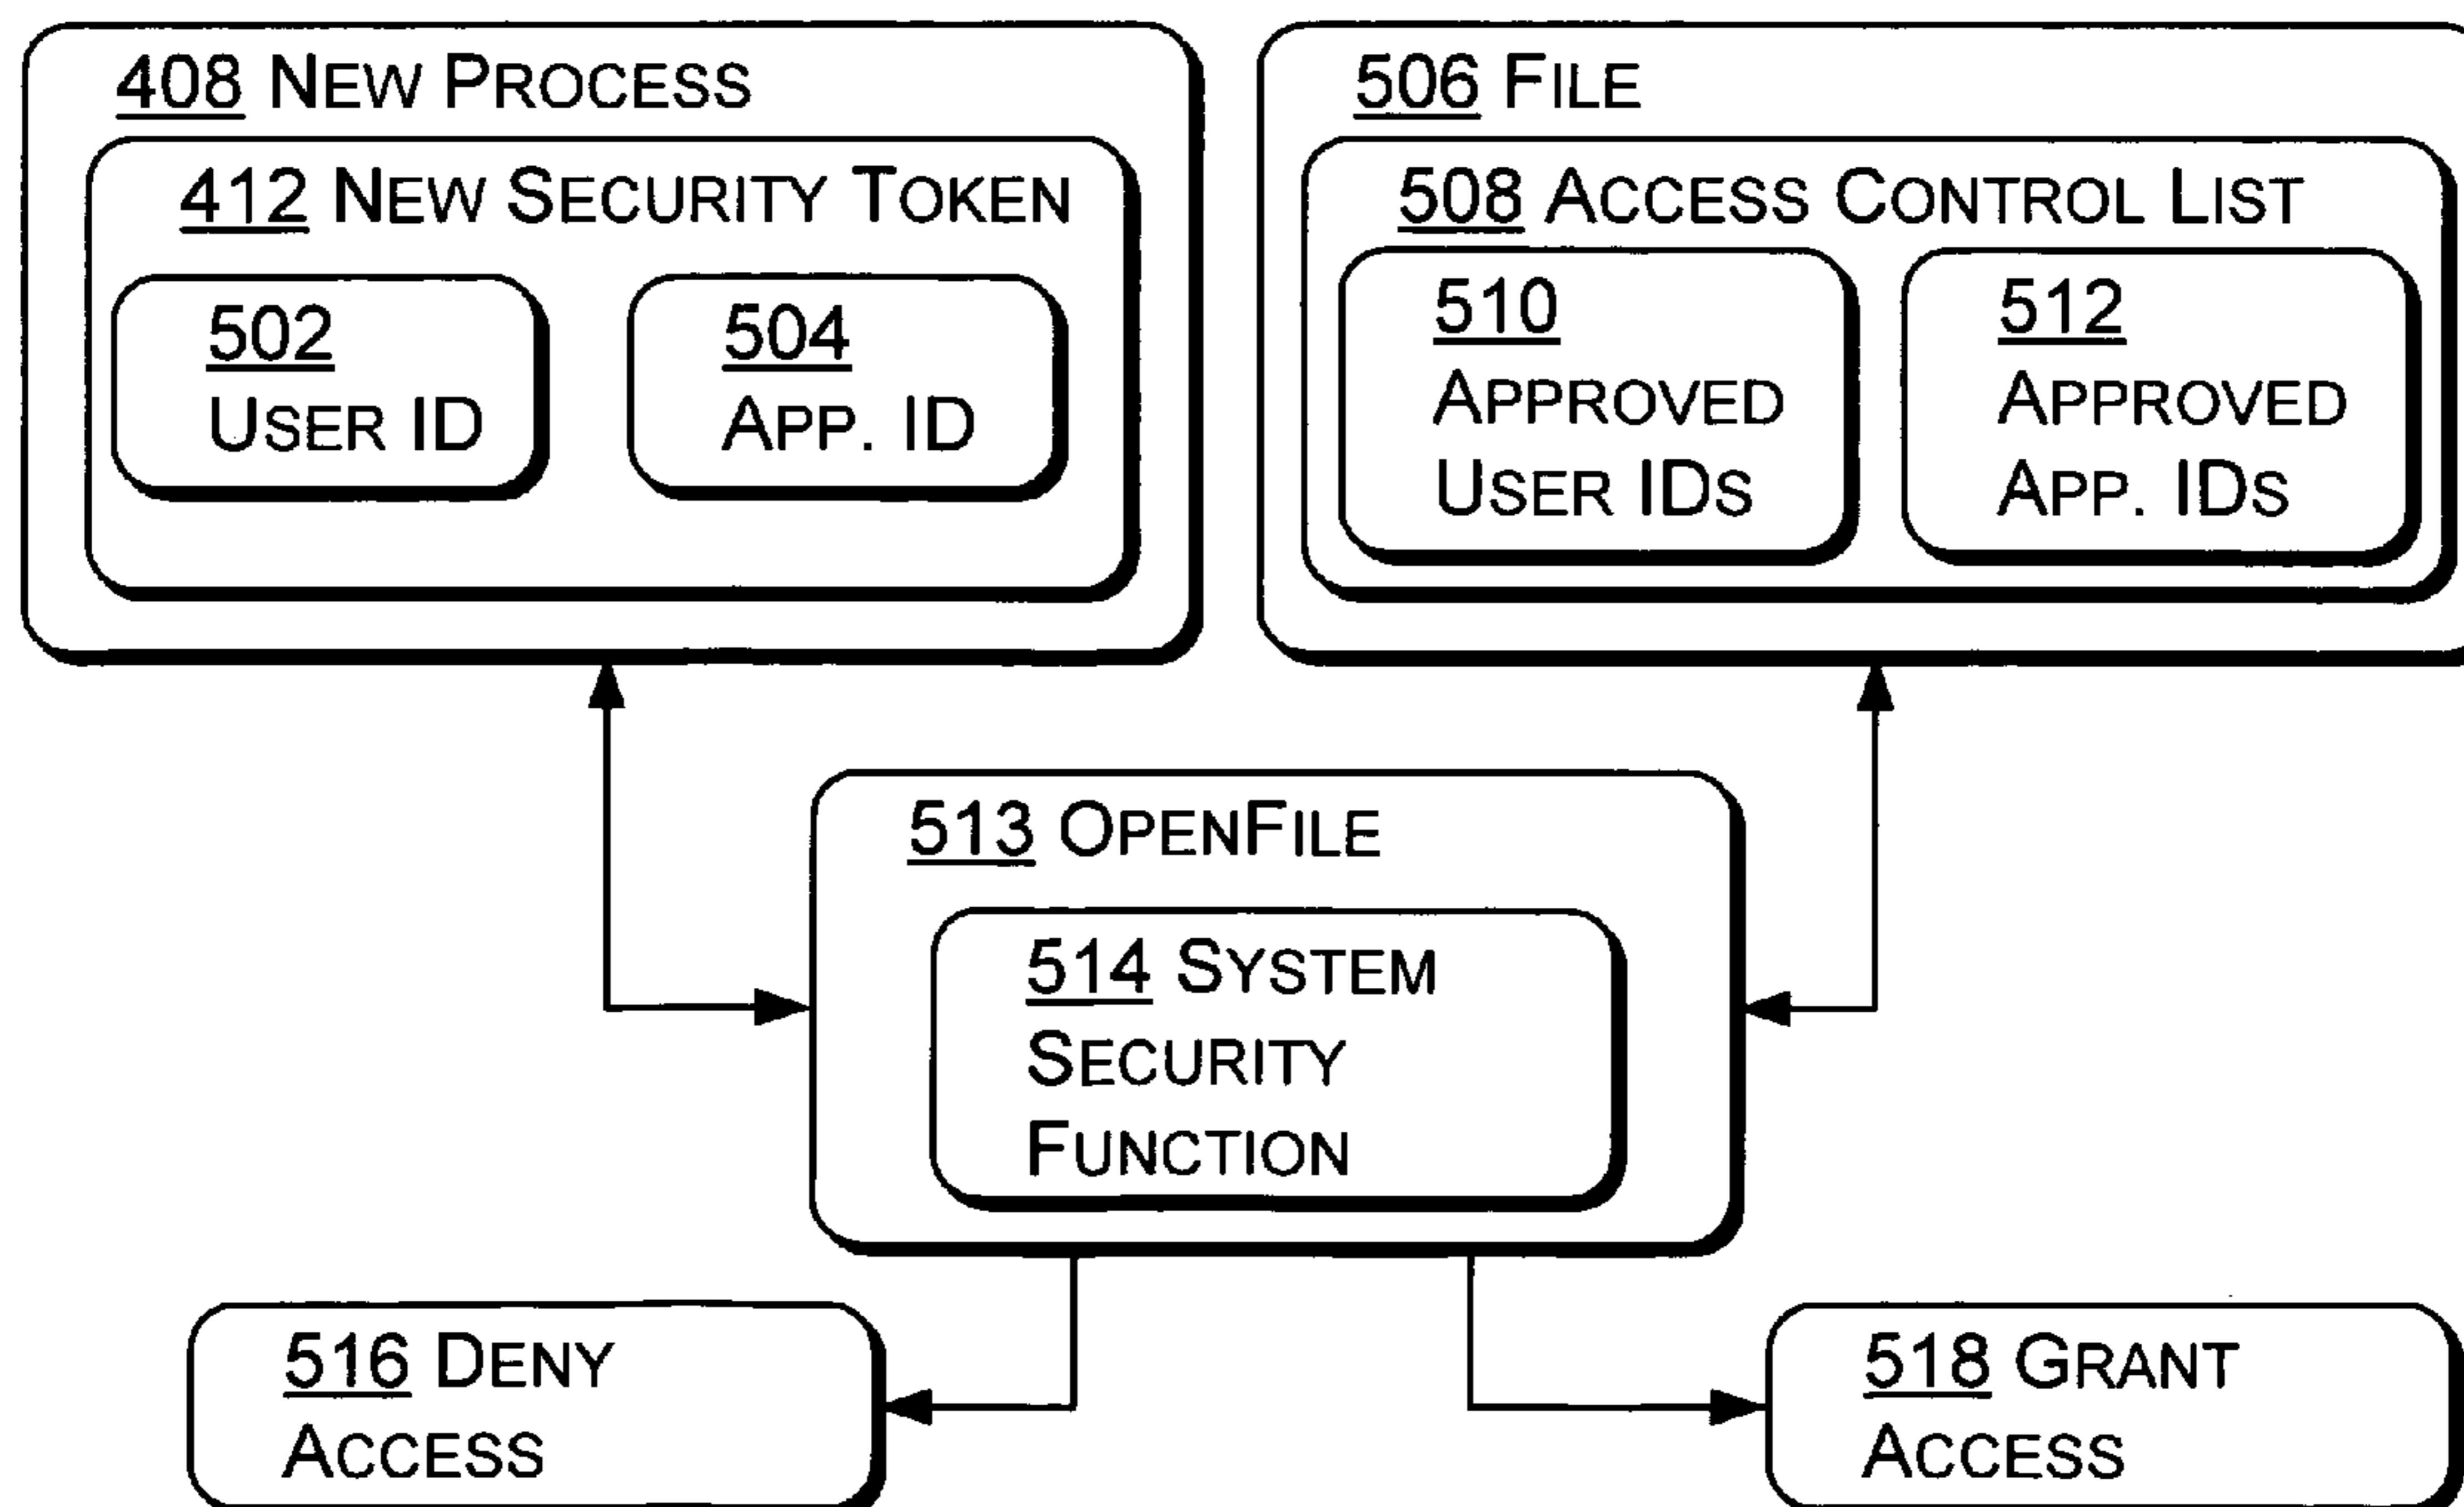 408 NEW PROCESS
412 NEW SECURITY TOKEN
502
USER ID
504
APP. ID
506 FILE
508 ACCESS CONTROL LIST
510
APPROVED
USER IDS
512
APPROVED
APP. IDS
513 OPENFILE
514 SYSTEM
SECURITY
FUNCTION
516 DENY
ACCESS
518 GRANT
ACCESS